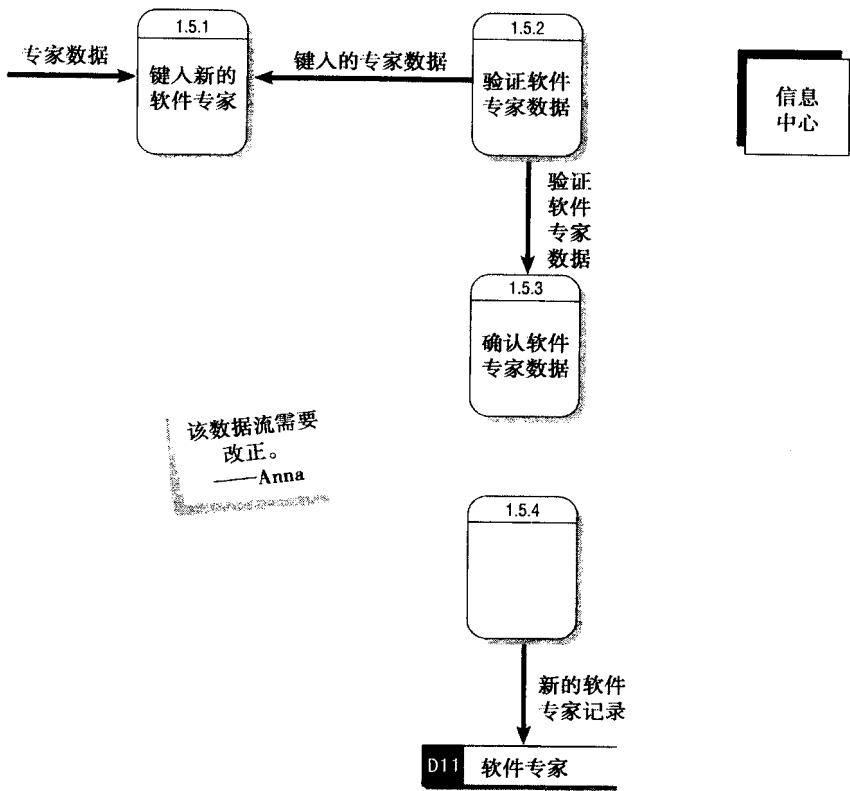 专家数据
1.5.1
键入新的
软件专家
键入的专家数据
1.5.2
验证软件
专家数据
信息
中心
验证
软件
专家
数据
1.5.3
确认软件
专家数据
该数据流需要
改正。
——Anna
1.5.4
新的软件
专家记录
D11
软件专家